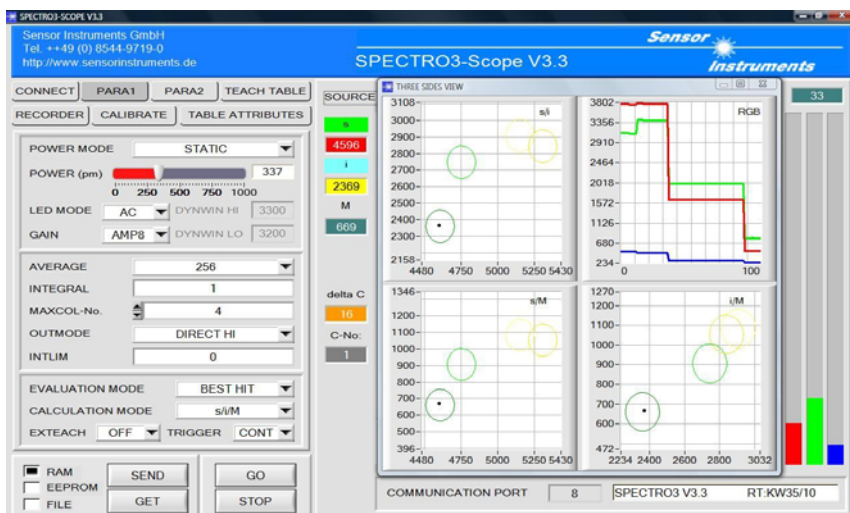 SPECTRO3-SCOPE V3.3
Sensor Instruments GmbH
Tel. ++49 (0) 8544-9719-0
http://www.sensorinstruments.de
SPECTRO3-Scope V3.3
Sensor
Instruments
CONNECT PARA1 PARA2 TEACH TABLE
RECORDER CALIBRATE TABLE ATTRIBUTES
POWER MODE STATIC
POWER (pm) 337
0 250 500 750 1000
LED MODE AC DYNWIN HI 3300
GAIN AMP8 DYNWIN LO 3200
AVERAGE 256
INTEGRAL 1
MAXCOL-No. 4
OUTMODE DIRECT HI
INTLIM 0
EVALUATION MODE BEST HIT
CALCULATION MODE s/i/M
EXTEACH OFF TRIGGER CONT
RAM
EEPROM
FILE
SEND GO
GET STOP
SOURCE
s
4596
i
2369
M
669
delta C
16
C-No:
1
THREE SIDES VIEW
s/i
3108
3000
2900
2800
2700
2600
2500
2400
2300
2158
4480 4750 5000 5250 5430
RGB
3802
3356
2910
2464
2018
1572
1126
680
234
0 100
s/M
1346
1200
1100
1000
900
800
700
600
500
396
4480 4750 5000 5250 5430
i/M
1270
1200
1100
1000
900
800
700
600
472
2234 2400 2600 2800 3032
33
COMMUNICATION PORT 8 SPECTRO3 V3.3 RT:KW35/10